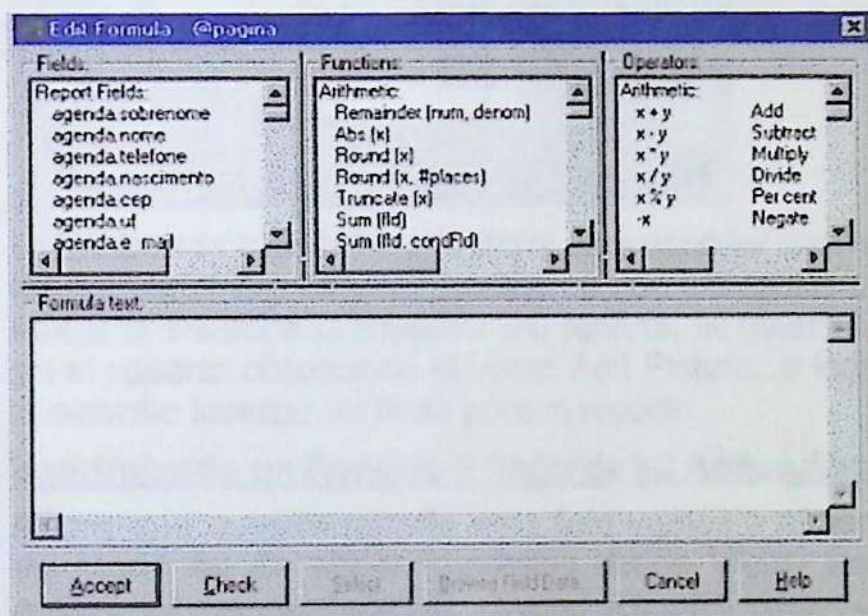 Edit Formula @pagina
Fields:
Report Fields:
agenda.sobrenome
agenda.nome
agenda.telefone
agenda.nascimento
agenda.cep
agenda.uf
agenda.e_mail
Functions:
Arithmetic:
Remainder (num, denom)
Abs (x)
Round (x)
Round (x, #places)
Truncate (x)
Sum (fld)
Sum (fld, condFld)
Operators:
Arithmetic:
x + y Add
x - y Subtract
x * y Multiply
x / y Divide
x % y Percent
-x Negate
Formula text:
Accept
Check
Select
Browse Field Data
Cancel
Help